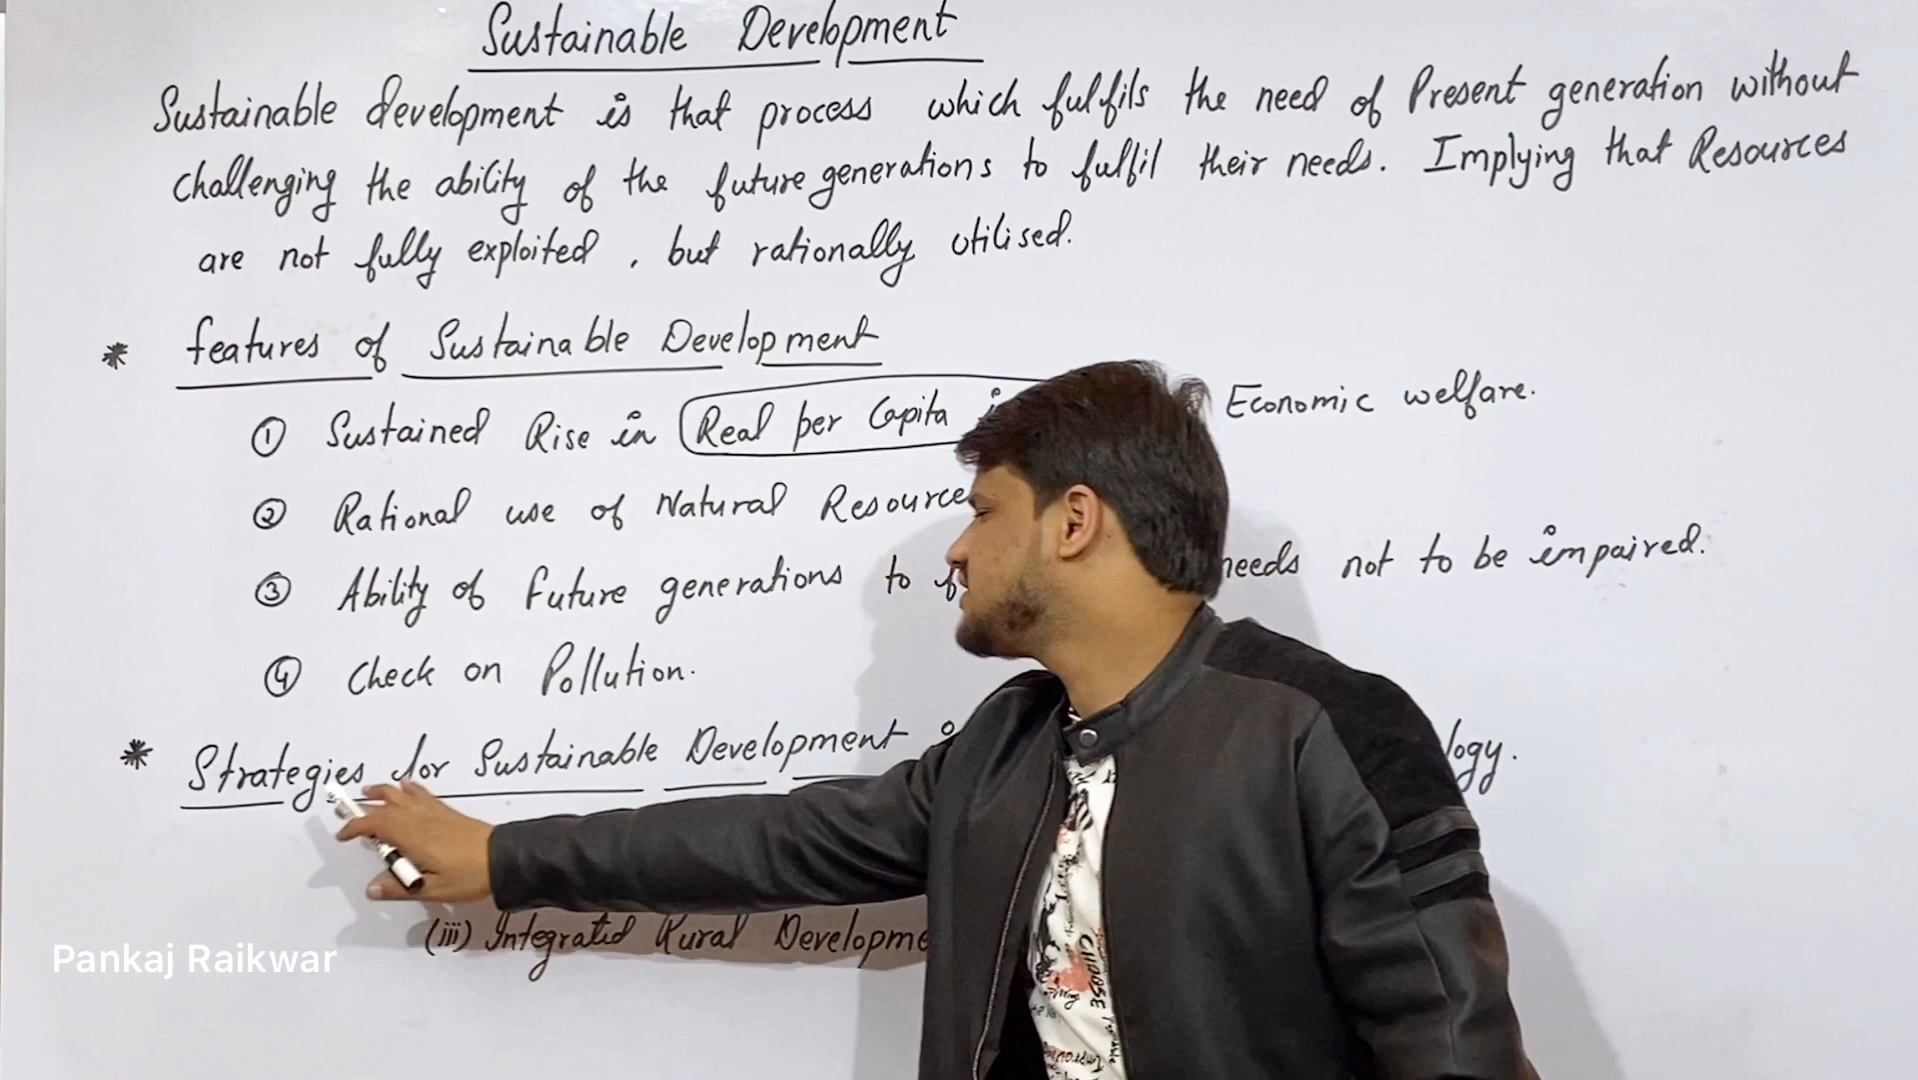 Sustainable Development
Sustainable development is that process which fulfils the need of Present generation without
challenging the ability of the future generations to fulfil their needs. Implying that Resources
are not fully exploited, but rationally utilised.
* features of Sustainable Development
① Sustained Rise in Real per Capita Economic welfare.
② Rational use of Natural Resource
③ Ability of future generations to needs not to be impaired.
④ Check on Pollution.
* Strategies for Sustainable Development
(iii) Integrated Rural
Pankaj Raikwar
CHOOSE